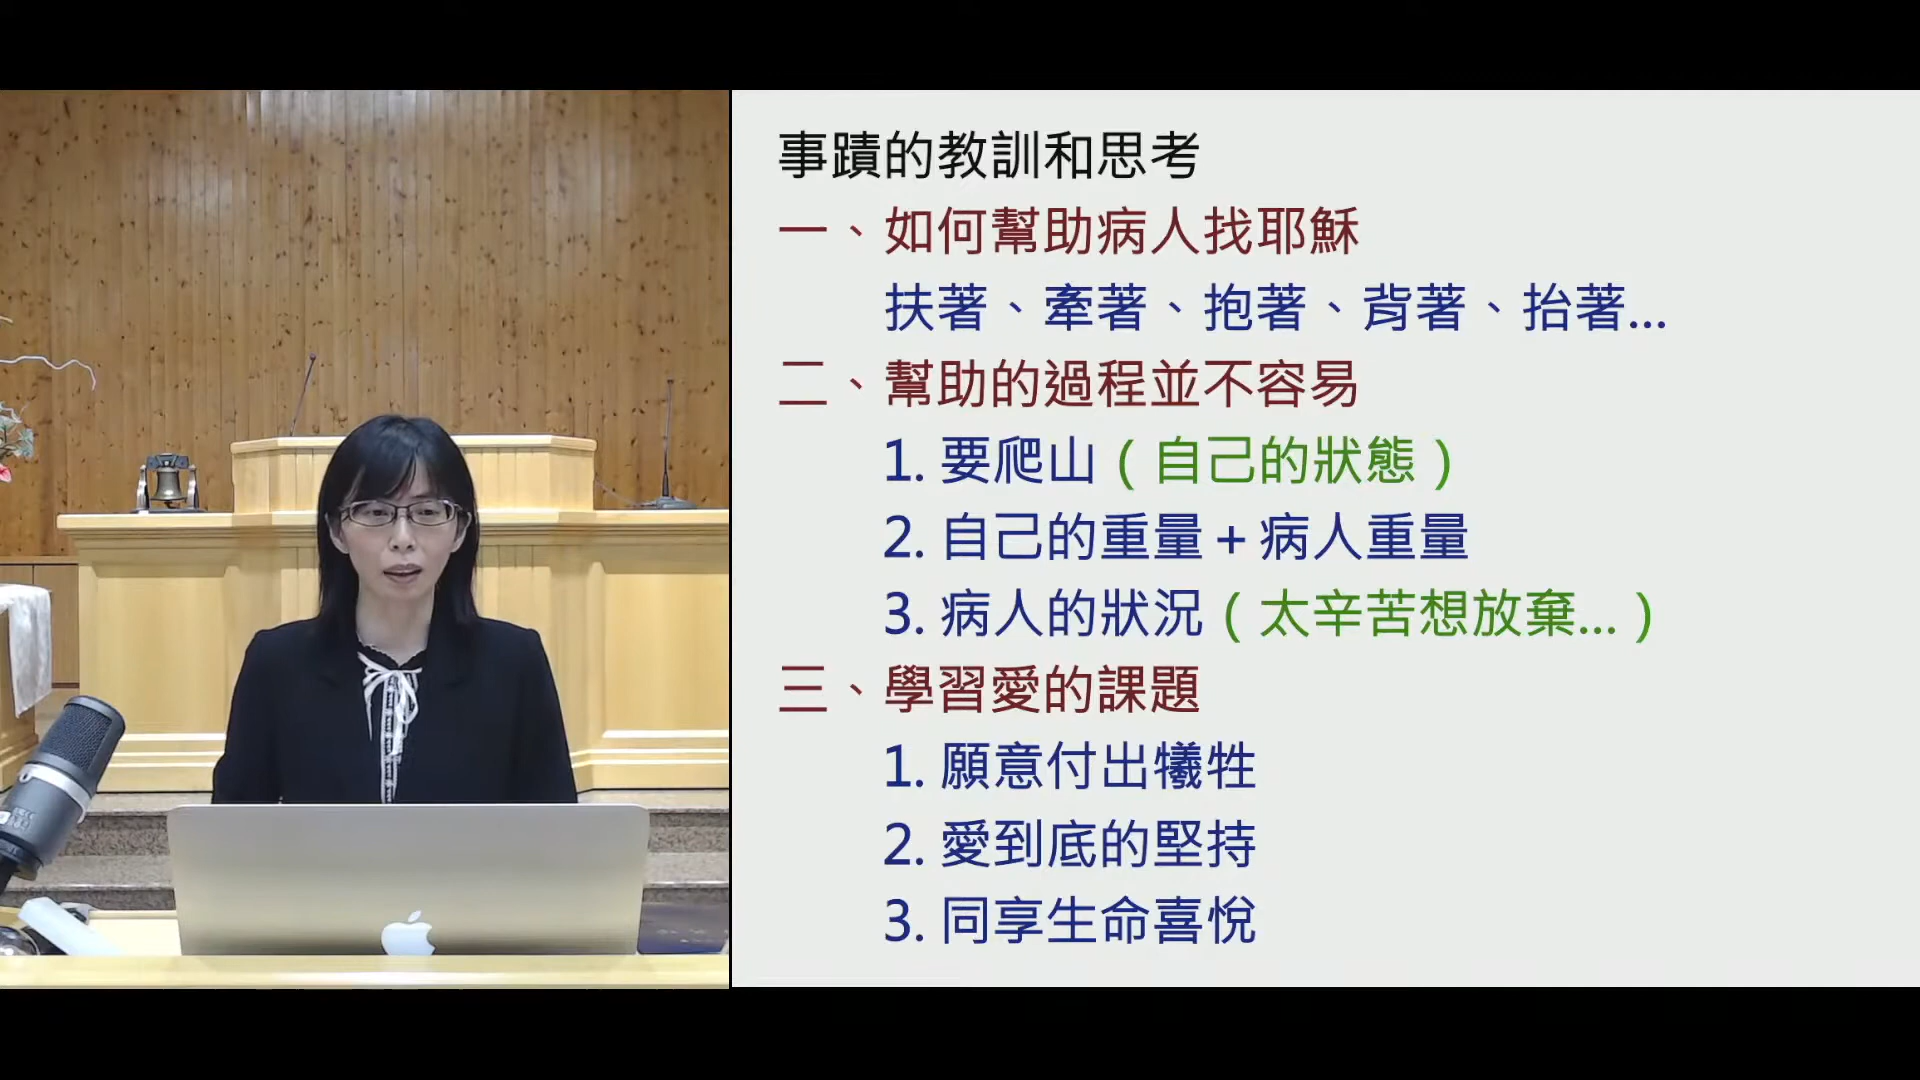 事蹟的教訓和思考
一、如何幫助病人找耶穌
扶著、牽著、抱著、背著、抬著...
二、幫助的過程並不容易
1. 要爬山（自己的狀態）
2. 自己的重量＋病人重量
3. 病人的狀況（太辛苦想放棄...）
三、學習愛的課題
1. 願意付出犧牲
2. 愛到底的堅持
3. 同享生命喜悅